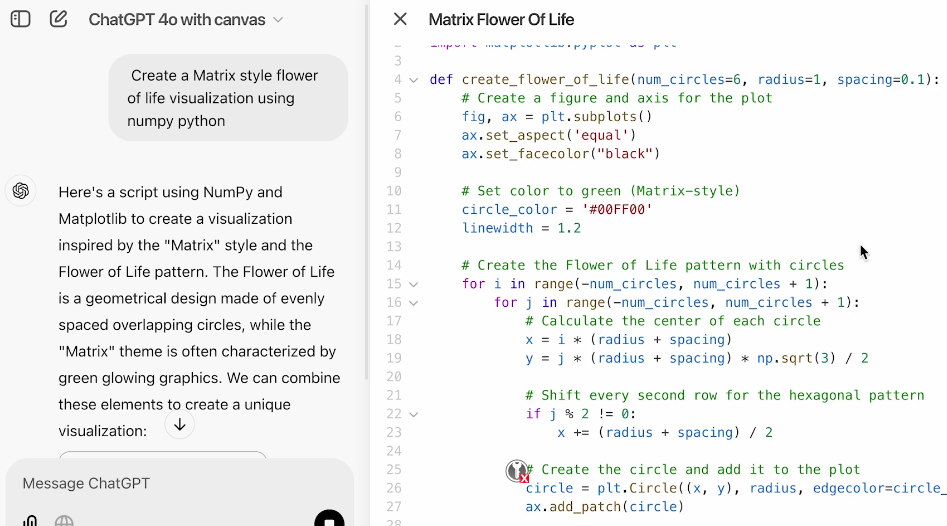 ChatGPT 4o with canvas
Create a Matrix style flower
of life visualization using
numpy python
Here's a script using NumPy and
Matplotlib to create a visualization
inspired by the "Matrix" style and the
Flower of Life pattern. The Flower of Life
is a geometrical design made of evenly
spaced overlapping circles, while the
"Matrix" theme is often characterized by
green glowing graphics. We can combine
these elements to create a unique
visualization:
Message ChatGPT
Matrix Flower Of Life
2 import matplotlib.pyplot as plt
3
4 def create_flower_of_life(num_circles=6, radius=1, spacing=0.1):
5 # Create a figure and axis for the plot
6 fig, ax = plt.subplots()
7 ax.set_aspect('equal')
8 ax.set_facecolor("black")
9
10 # Set color to green (Matrix-style)
11 circle_color = '#00FF00'
12 linewidth = 1.2
13
14 # Create the Flower of Life pattern with circles
15 for i in range(-num_circles, num_circles + 1):
16 for j in range(-num_circles, num_circles + 1):
17 # Calculate the center of each circle
18 x = i * (radius + spacing)
19 y = j * (radius + spacing) * np.sqrt(3) / 2
20
21 # Shift every second row for the hexagonal pattern
22 if j % 2 != 0:
23 x += (radius + spacing) / 2
24
25 # Create the circle and add it to the plot
26 circle = plt.Circle((x, y), radius, edgecolor=circle_
27 ax.add_patch(circle)
28